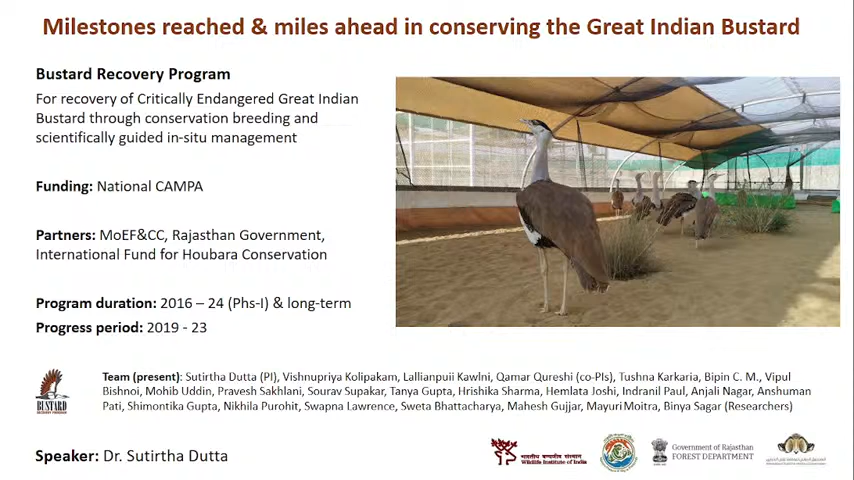 Milestones reached & miles ahead in conserving the Great Indian Bustard
Bustard Recovery Program
For recovery of Critically Endangered Great Indian
Bustard through conservation breeding and
scientifically guided in-situ management
Funding: National CAMPA
Partners: MoEF&CC, Rajasthan Government,
International Fund for Houbara Conservation
Program duration: 2016 – 24 (Phs-I) & long-term
Progress period: 2019 - 23
Team (present): Sutirtha Dutta (PI), Vishnupriya Kolipakam, Lallianpuii Kawlni, Qamar Qureshi (co-PIs), Tushna Karkaria, Bipin C. M., Vipul
Bishnoi, Mohib Uddin, Pravesh Sakhlani, Sourav Supakar, Tanya Gupta, Hrishika Sharma, Hemlata Joshi, Indranil Paul, Anjali Nagar, Anshuman
Pati, Shimontika Gupta, Nikhila Purohit, Swapna Lawrence, Sweta Bhattacharya, Mahesh Gujjar, Mayuri Moitra, Binya Sagar (Researchers)
BUSTARD
Speaker: Dr. Sutirtha Dutta
भारतीय वन्यजीव संस्थान
Wildlife Institute of India
Government of Rajasthan
FOREST DEPARTMENT